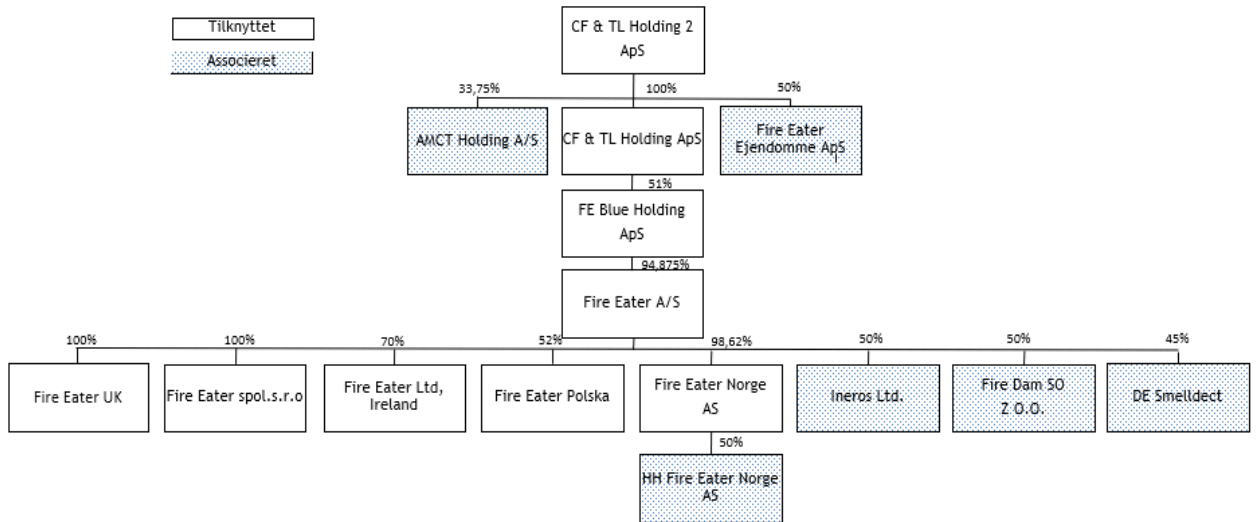 Tilknyttet
Associeret
CF & TL Holding 2
ApS
33,75%
100%
50%
AMCT Holding A/S
CF & TL Holding ApS
Fire Eater
Ejendomme ApS
51%
FE Blue Holding
ApS
94,875%
Fire Eater A/S
100%
100%
70%
52%
98,62%
50%
50%
45%
Fire Eater UK
Fire Eater spol.s.r.o
Fire Eater Ltd,
Ireland
Fire Eater Polska
Fire Eater Norge
AS
Ineros Ltd.
Fire Dam SO
Z O.O.
DE Smelldect
50%
HH Fire Eater Norge
AS